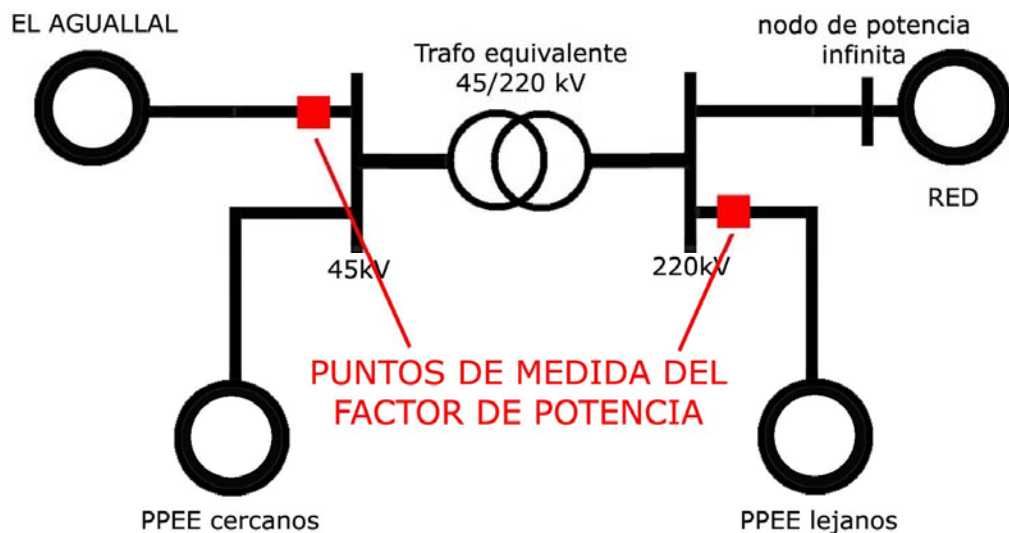 EL AGUALLAL
Trafo equivalente
45/220 kV
nodo de potencia
infinita
RED
45kV
220kV
PUNTOS DE MEDIDA DEL
FACTOR DE POTENCIA
PPEE cercanos
PPEE lejanos